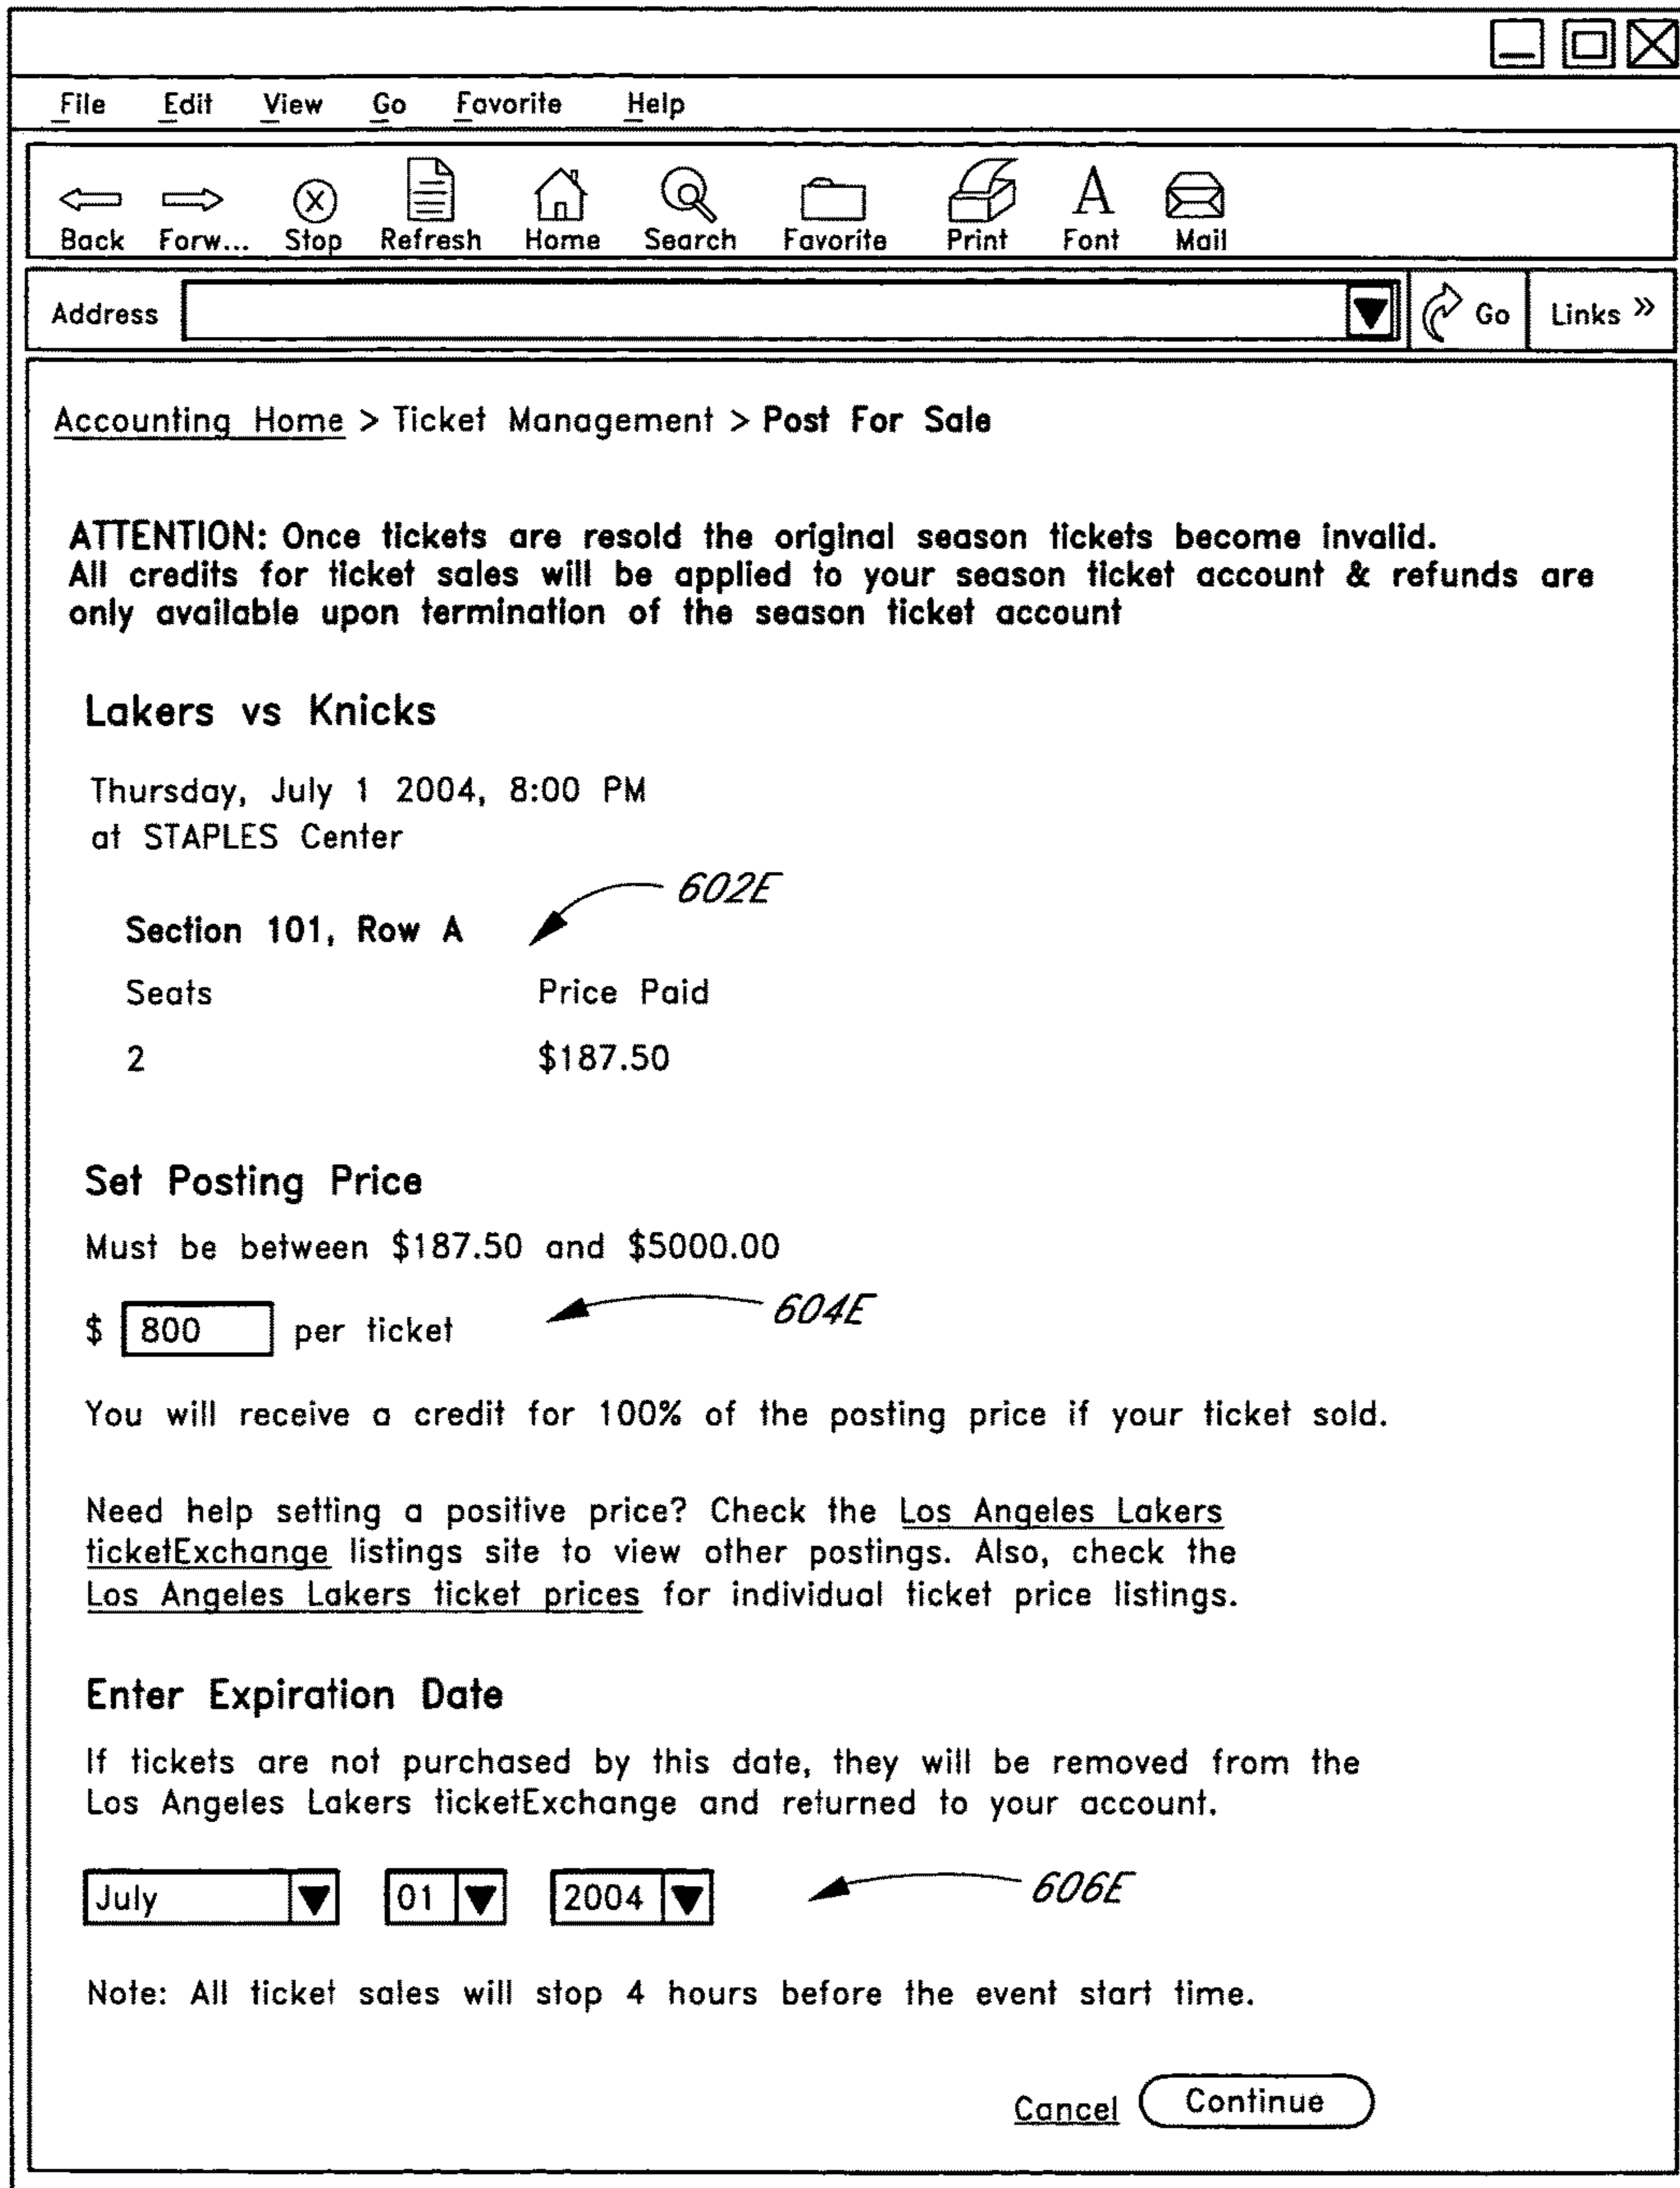 File Edit View Go Favorite Help
Back Forw... Stop Refresh Home Search Favorite Print Font Mail
Address Go Links »
Accounting Home > Ticket Management > Post For Sale
ATTENTION: Once tickets are resold the original season tickets become invalid.
All credits for ticket sales will be applied to your season ticket account & refunds are
only available upon termination of the season ticket account
Lakers vs Knicks
Thursday, July 1 2004, 8:00 PM
at STAPLES Center
602E
Section 101, Row A
Seats Price Paid
2 $187.50
Set Posting Price
Must be between $187.50 and $5000.00
$ 800 per ticket 604E
You will receive a credit for 100% of the posting price if your ticket sold.
Need help setting a positive price? Check the Los Angeles Lakers
ticketExchange listings site to view other postings. Also, check the
Los Angeles Lakers ticket prices for individual ticket price listings.
Enter Expiration Date
If tickets are not purchased by this date, they will be removed from the
Los Angeles Lakers ticketExchange and returned to your account.
July 01 2004 606E
Note: All ticket sales will stop 4 hours before the event start time.
Cancel Continue